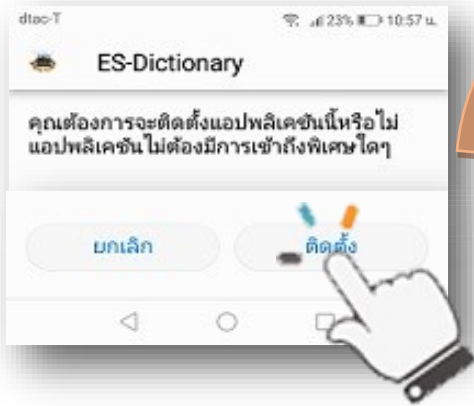 dtac-T 23% 10:57 น.
ES-Dictionary
คุณต้องการจะติดตั้งแอปพลิเคชันนี้หรือไม่
แอปพลิเคชันไม่ต้องมีการเข้าถึงพิเศษใดๆ
ยกเลิก ติดตั้ง